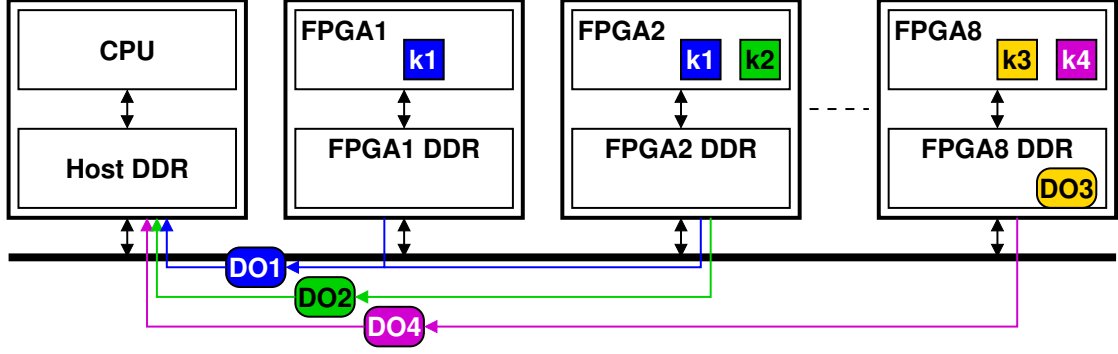 CPU
Host DDR
FPGA1
k1
FPGA1 DDR
FPGA2
k1 k2
FPGA2 DDR
FPGA8
k3 k4
FPGA8 DDR
DO3
DO1
DO2
DO4